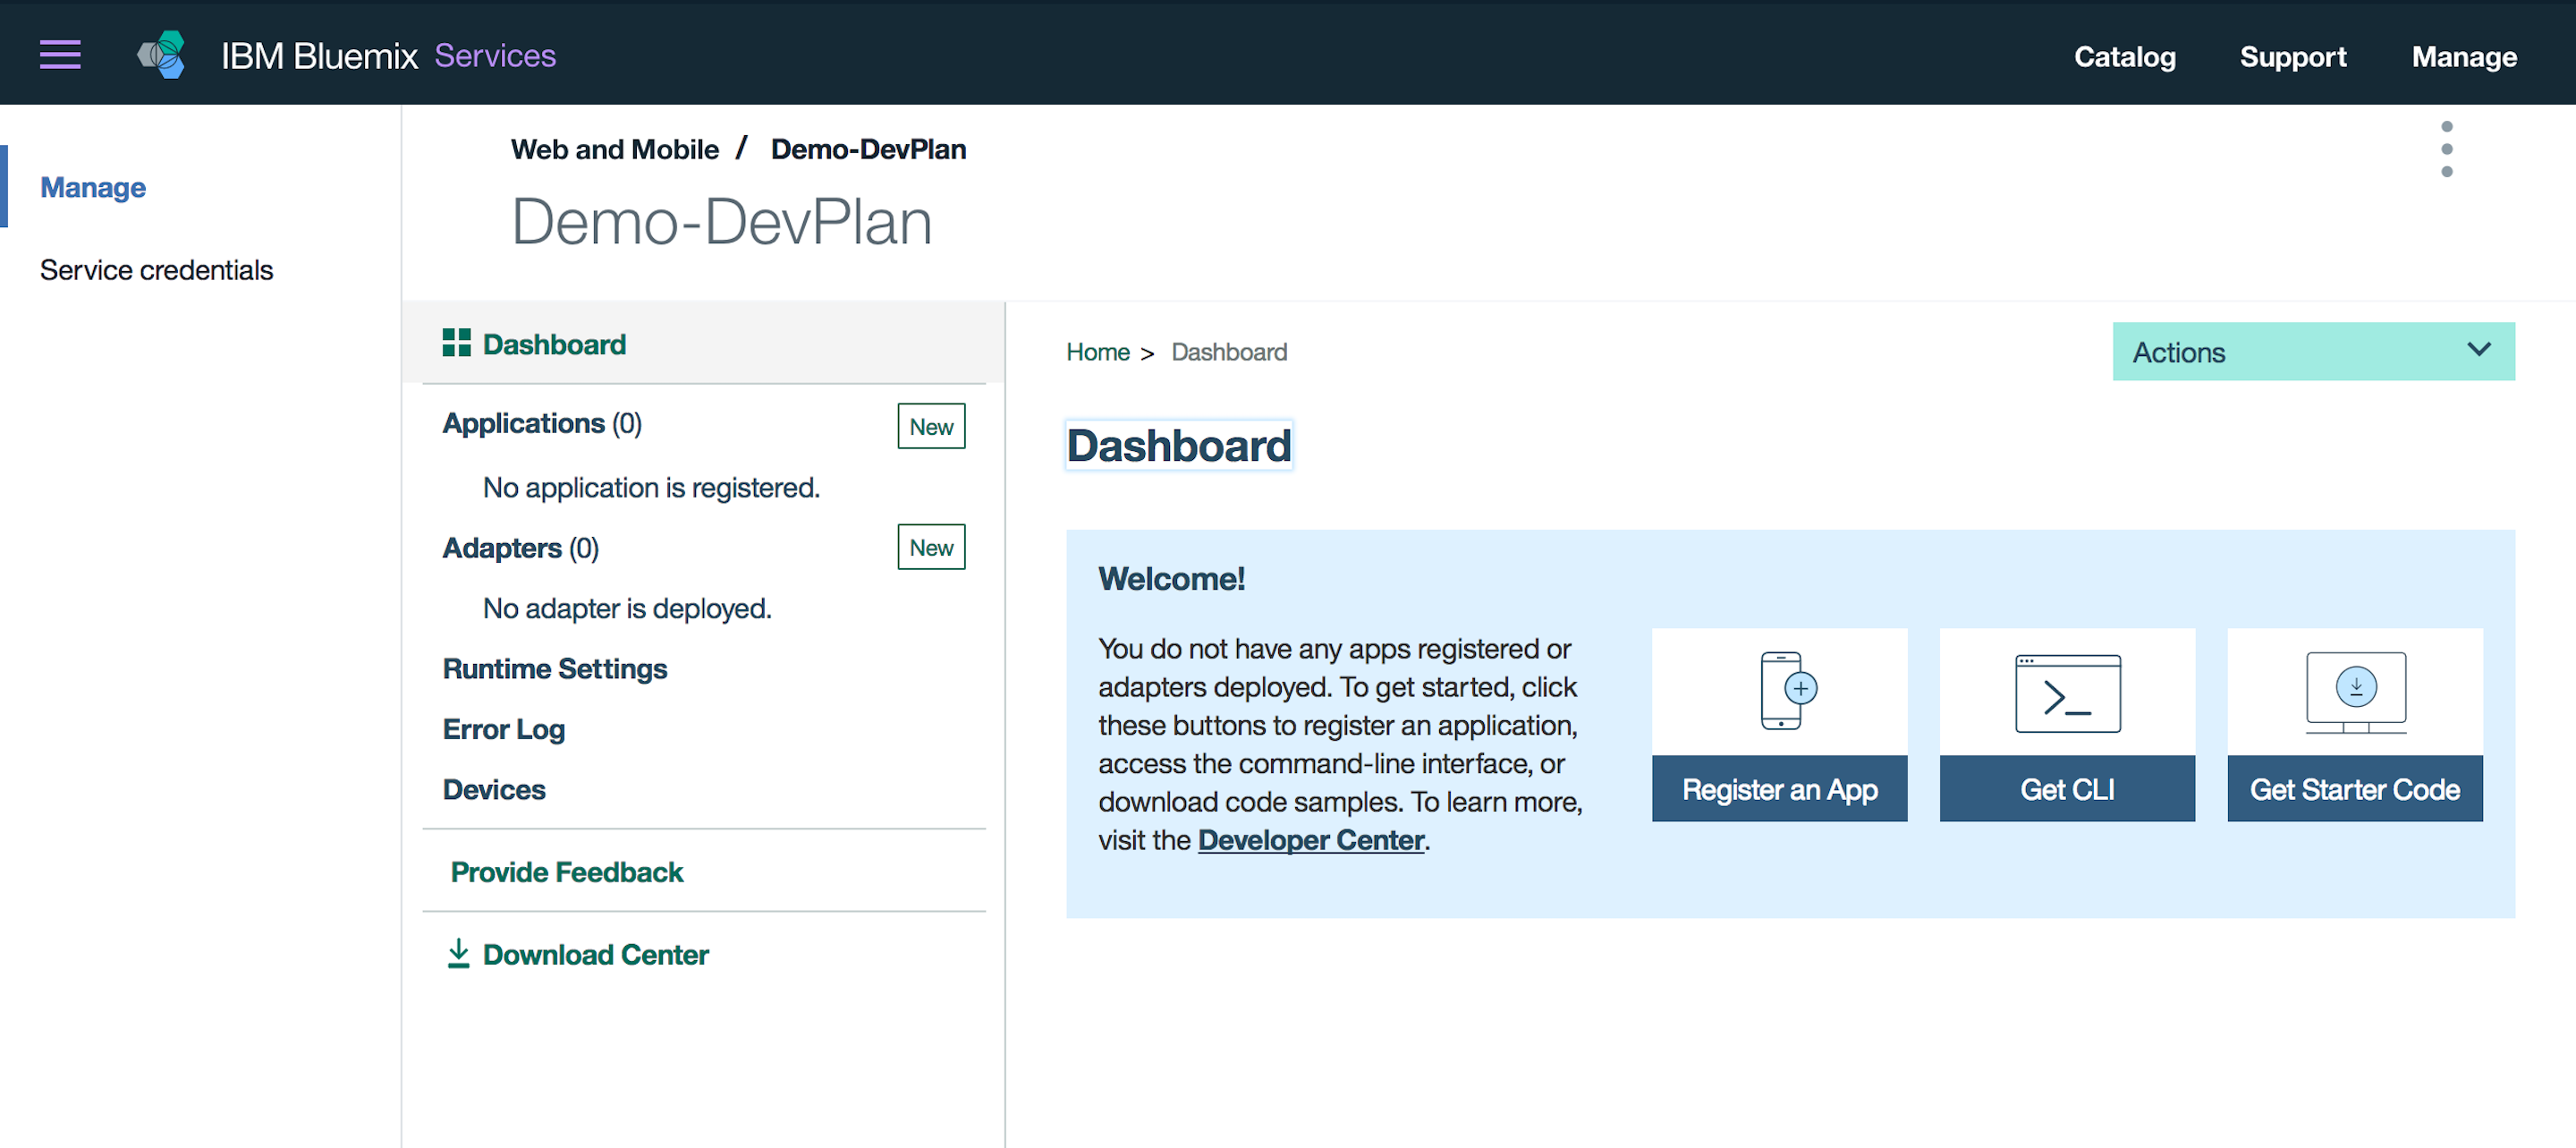 IBM Bluemix Services
Catalog Support Manage
Manage
Service credentials
Web and Mobile / Demo-DevPlan
Demo-DevPlan
Dashboard
Applications (0) New
No application is registered.
Adapters (0) New
No adapter is deployed.
Runtime Settings
Error Log
Devices
Provide Feedback
Download Center
Home > Dashboard
Actions
Dashboard
Welcome!
You do not have any apps registered or
adapters deployed. To get started, click
these buttons to register an application,
access the command-line interface, or
download code samples. To learn more,
visit the Developer Center.
Register an App
Get CLI
Get Starter Code